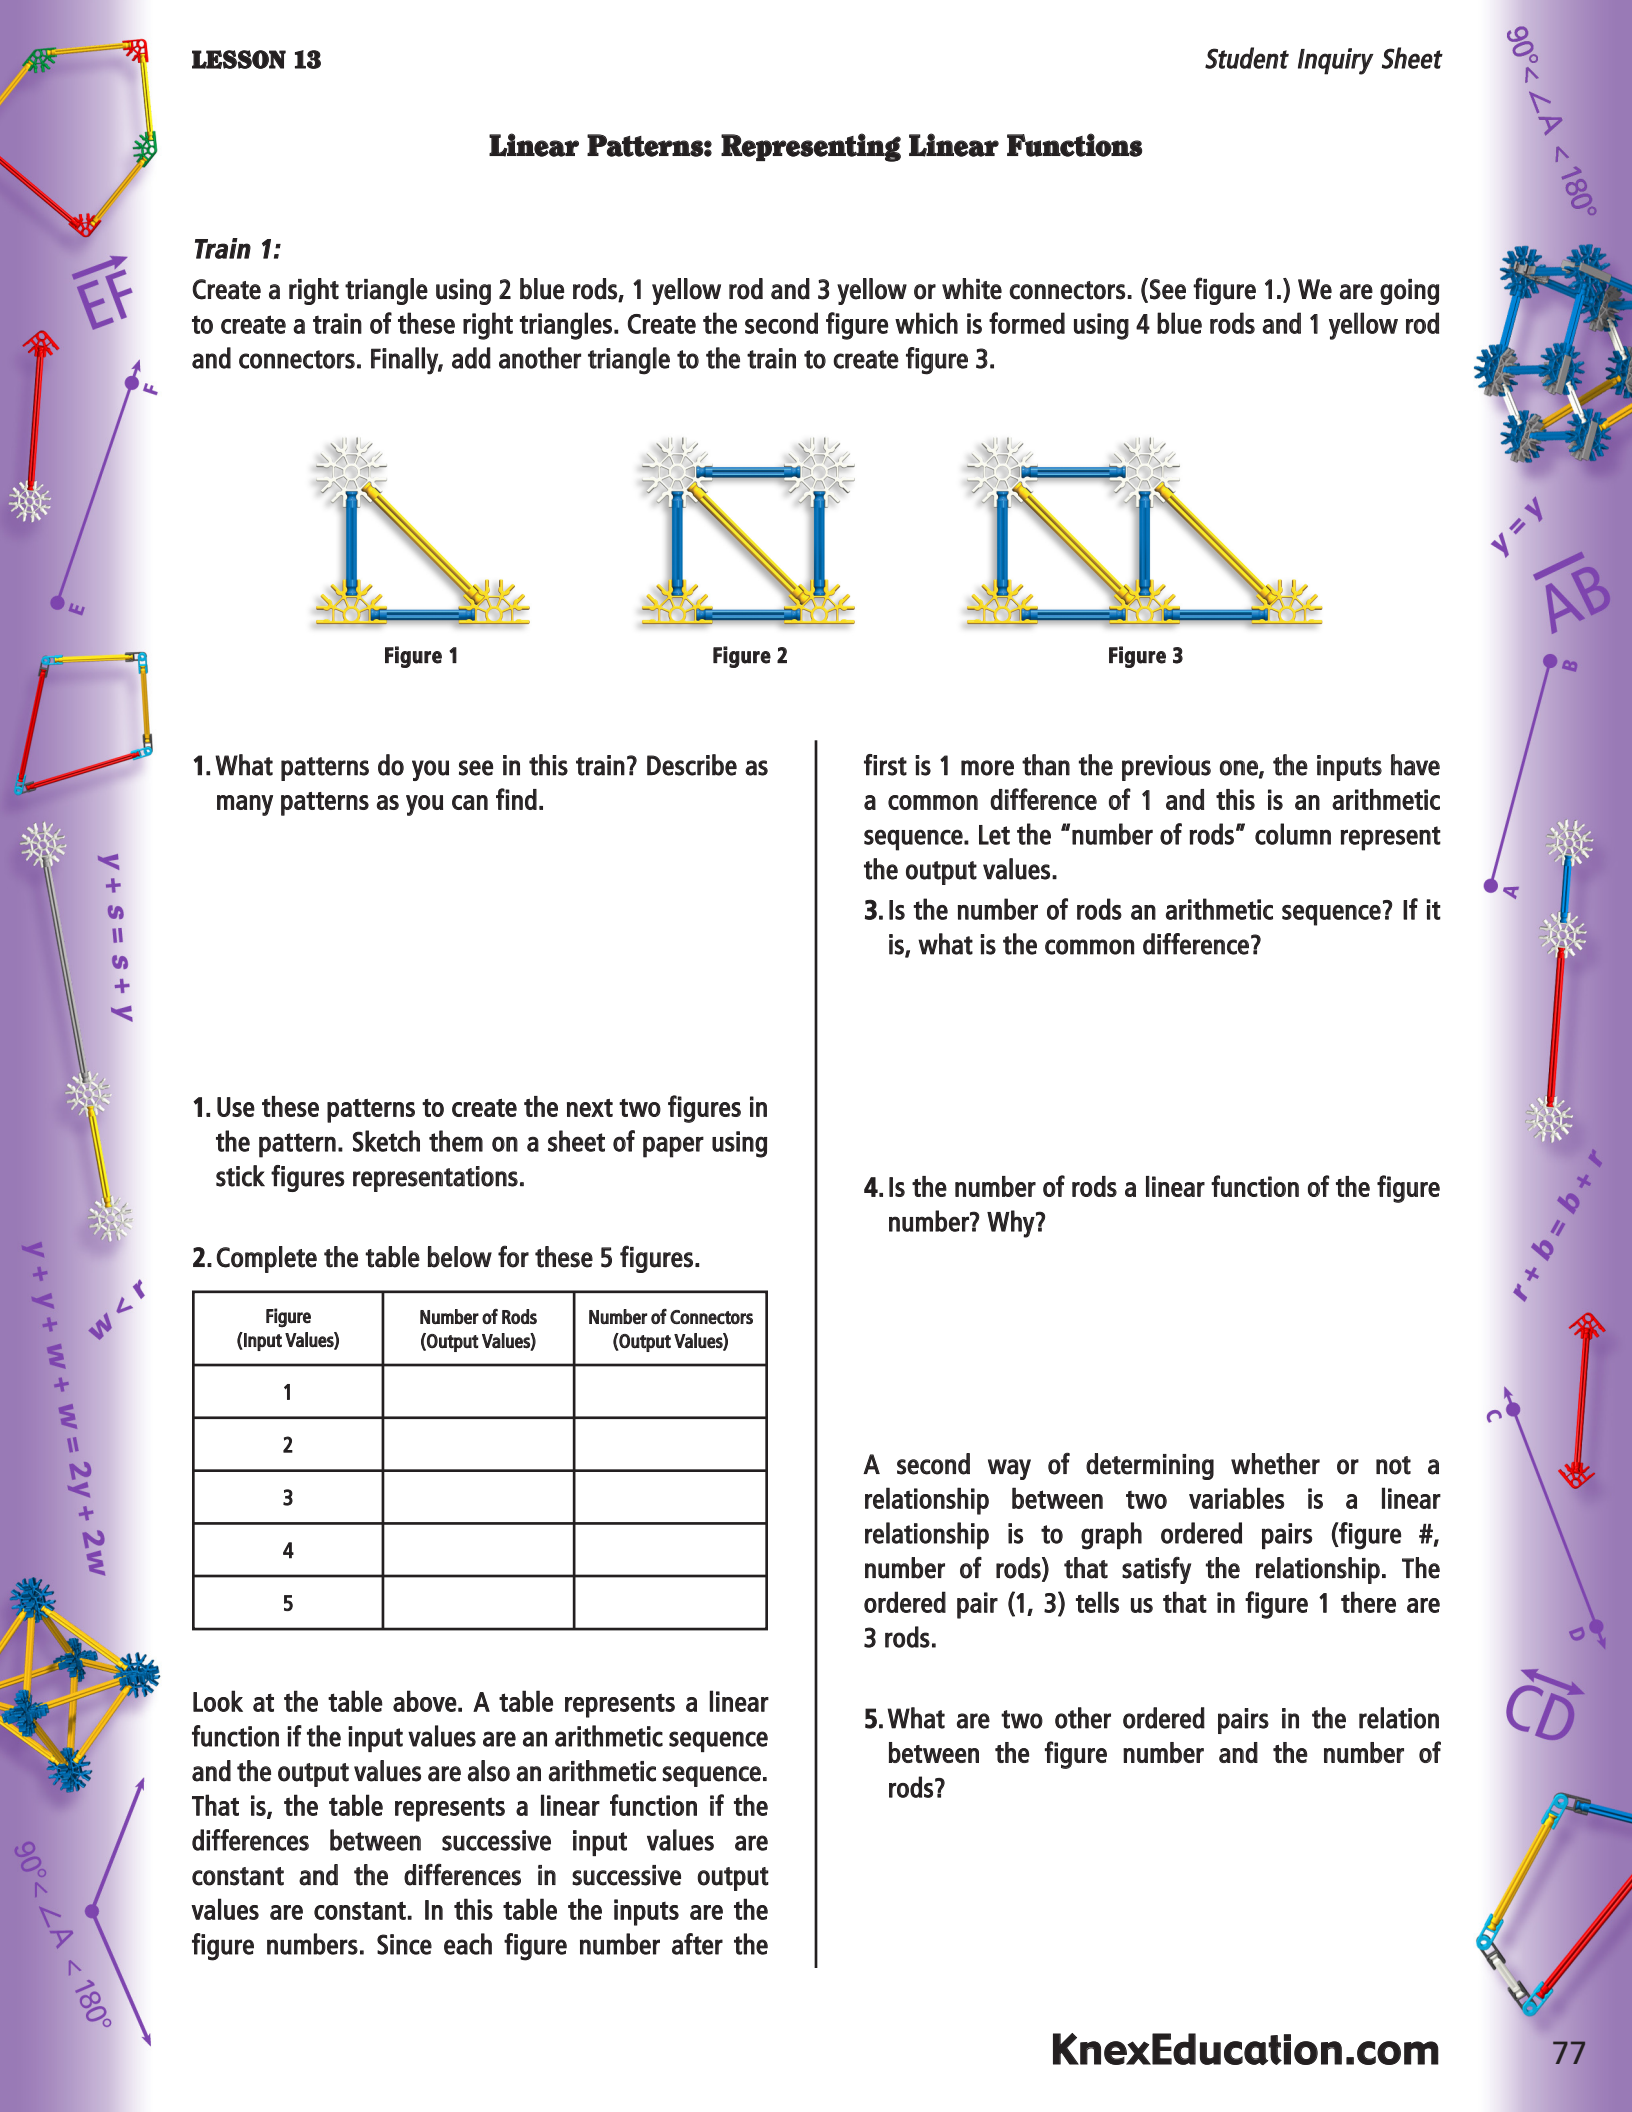 LESSON 13
Student Inquiry Sheet
Linear Patterns: Representing Linear Functions
Train 1:
Create a right triangle using 2 blue rods, 1 yellow rod and 3 yellow or white connectors. (See figure 1.) We are going
to create a train of these right triangles. Create the second figure which is formed using 4 blue rods and 1 yellow rod
and connectors. Finally, add another triangle to the train to create figure 3.
Figure 1
Figure 2
Figure 3
1. What patterns do you see in this train? Describe as
many patterns as you can find.
1. Use these patterns to create the next two figures in
the pattern. Sketch them on a sheet of paper using
stick figures representations.
2. Complete the table below for these 5 figures.
Figure
(Input Values)
Number of Rods
(Output Values)
Number of Connectors
(Output Values)
1
2
3
4
5
Look at the table above. A table represents a linear
function if the input values are an arithmetic sequence
and the output values are also an arithmetic sequence.
That is, the table represents a linear function if the
differences between successive input values are
constant and the differences in successive output
values are constant. In this table the inputs are the
figure numbers. Since each figure number after the
first is 1 more than the previous one, the inputs have
a common difference of 1 and this is an arithmetic
sequence. Let the “number of rods” column represent
the output values.
3. Is the number of rods an arithmetic sequence? If it
is, what is the common difference?
4. Is the number of rods a linear function of the figure
number? Why?
A second way of determining whether or not a
relationship between two variables is a linear
relationship is to graph ordered pairs (figure #,
number of rods) that satisfy the relationship. The
ordered pair (1, 3) tells us that in figure 1 there are
3 rods.
5. What are two other ordered pairs in the relation
between the figure number and the number of
rods?
KnexEducation.com
77
EF
F
E
y + s = s + y
w < r
y + y + w + w = 2y + 2w
90°< ∠A < 180°
90°< ∠A < 180°
y = y
AB
B
A
r + b = b + r
C
D
CD